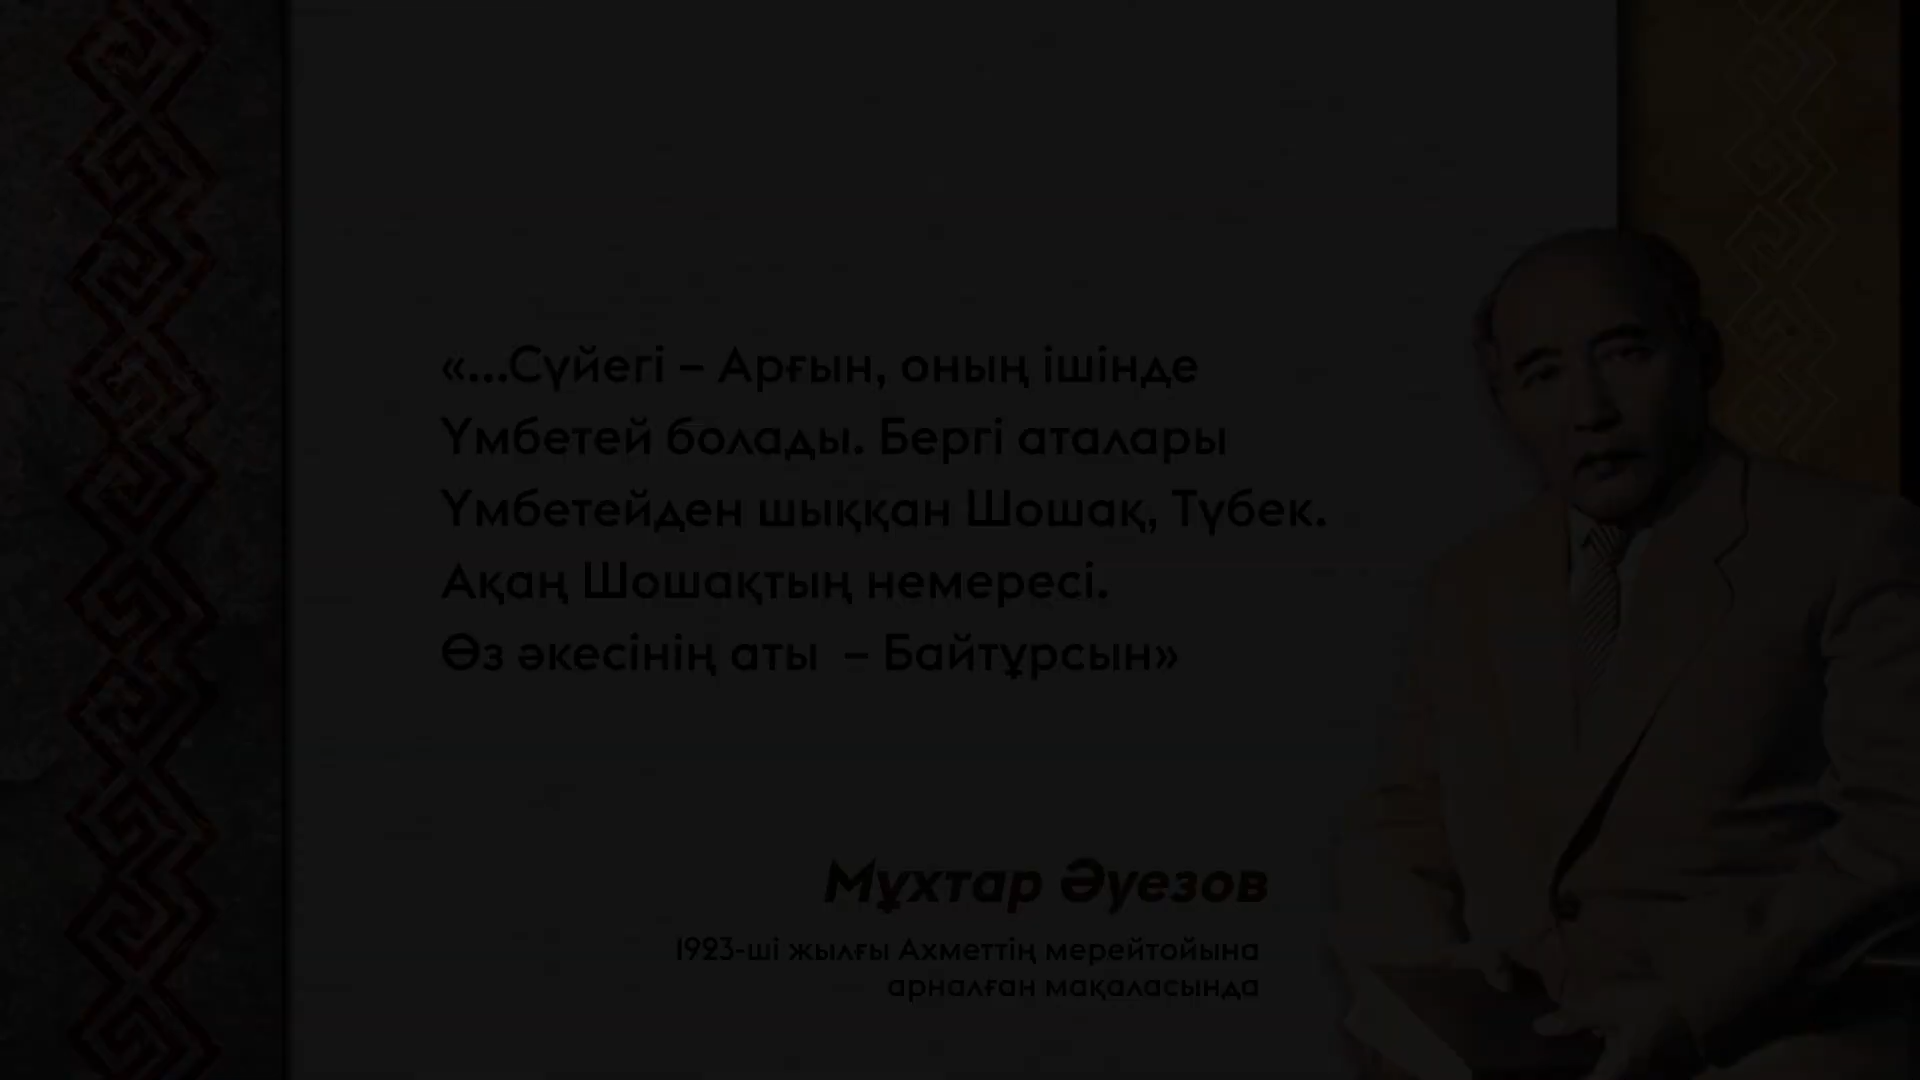 «...Сүйегі – Арғын, оның ішінде
Үмбетей болады. Бергі аталары
Үмбетейден шыққан Шошақ, Түбек.
Ақаң Шошақтың немересі.
Өз әкесінің аты – Байтұрсын»
Мұхтар Әуезов
1923-ші жылғы Ахметтің мерейтойына
арналған мақаласында